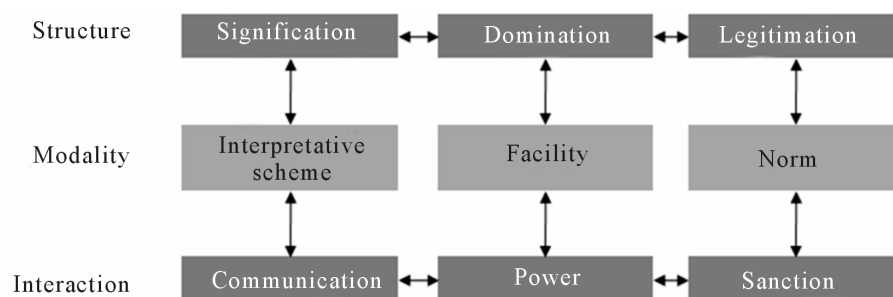 Structure Signification Domination Legitimation
Modality Interpretative scheme Facility Norm
Interaction Communication Power Sanction